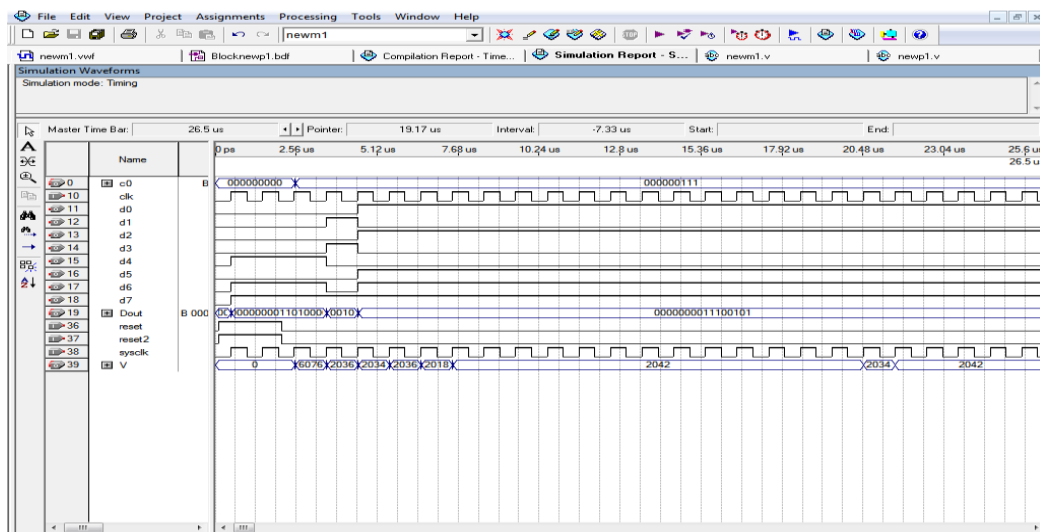 File Edit View Project Assignments Processing Tools Window Help
newm1
newm1.vwf Blocknewp1.bdf Compilation Report - Time... Simulation Report - S... newm1.v newp1.v
Simulation Waveforms
Simulation mode: Timing
Master Time Bar: 26.5 us Pointer: 19.17 us Interval: -7.33 us Start: End:
Name 0 ps 2.56 us 5.12 us 7.68 us 10.24 us 12.8 us 15.36 us 17.92 us 20.48 us 23.04 us 25.6 us
26.5 u
0 c0 B 000000000 000000111
10 clk
11 d0
12 d1
13 d2
14 d3
15 d4
16 d5
17 d6
18 d7
19 Dout B 000 00000001101000 0010 0000000011100101
36 reset
37 reset2
38 sysclk
39 V 0 6076 2036 2034 2036 2018 2042 2034 2042